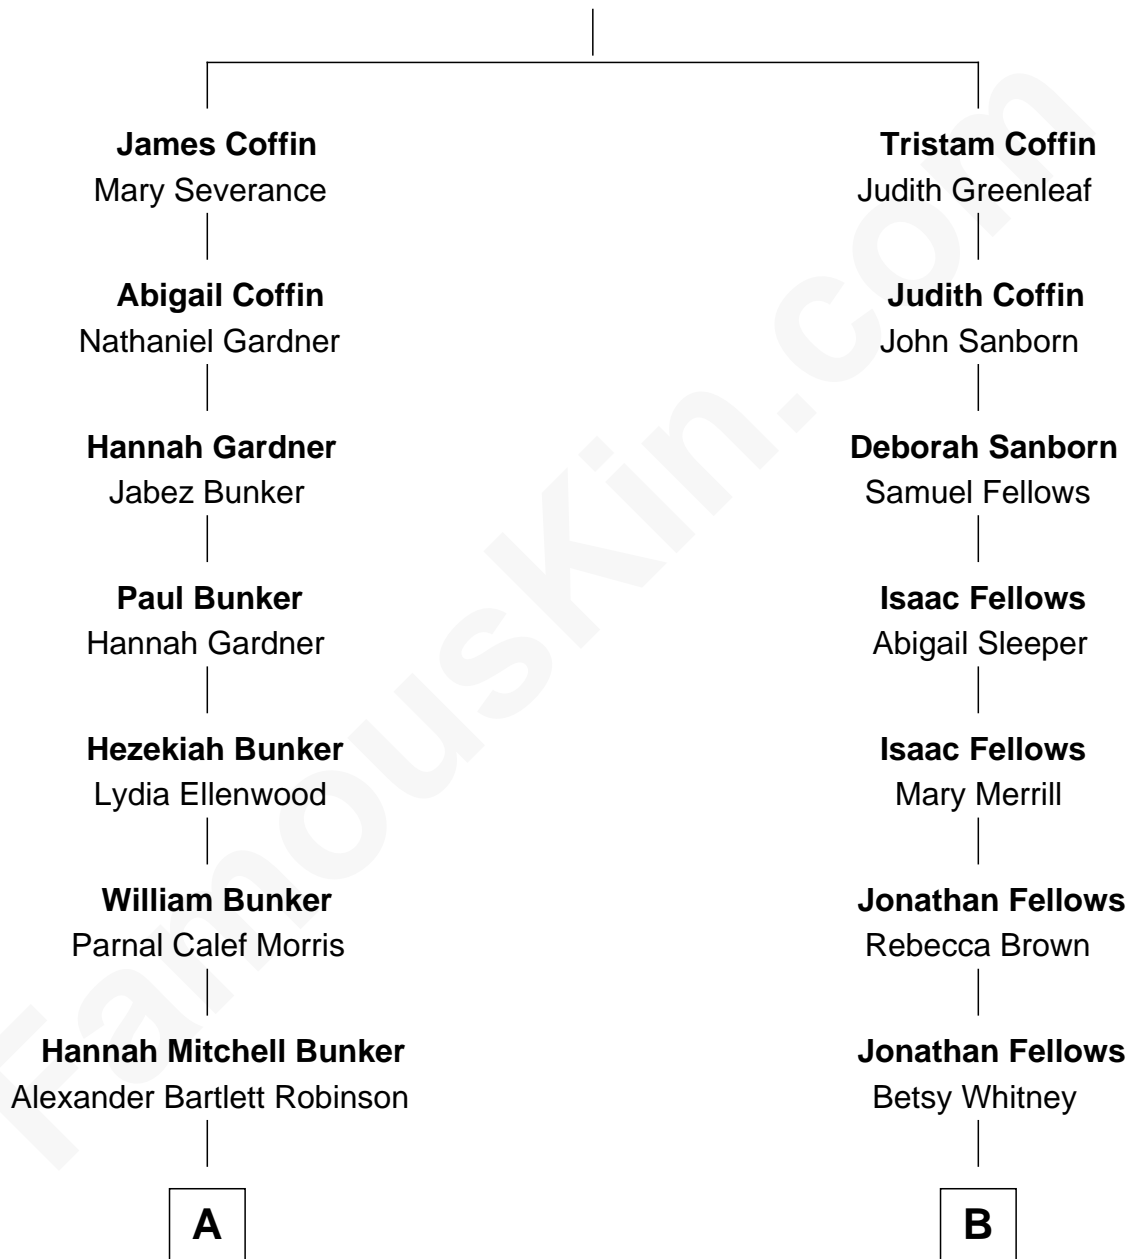 James Coffin
Mary Severance
Abigail Coffin
Nathaniel Gardner
Hannah Gardner
Jabez Bunker
Paul Bunker
Hannah Gardner
Hezekiah Bunker
Lydia Ellenwood
William Bunker
Parnal Calef Morris
Hannah Mitchell Bunker
Alexander Bartlett Robinson
A
Tristam Coffin
Judith Greenleaf
Judith Coffin
John Sanborn
Deborah Sanborn
Samuel Fellows
Isaac Fellows
Abigail Sleeper
Isaac Fellows
Mary Merrill
Jonathan Fellows
Rebecca Brown
Jonathan Fellows
Betsy Whitney
B
FamousKin.com